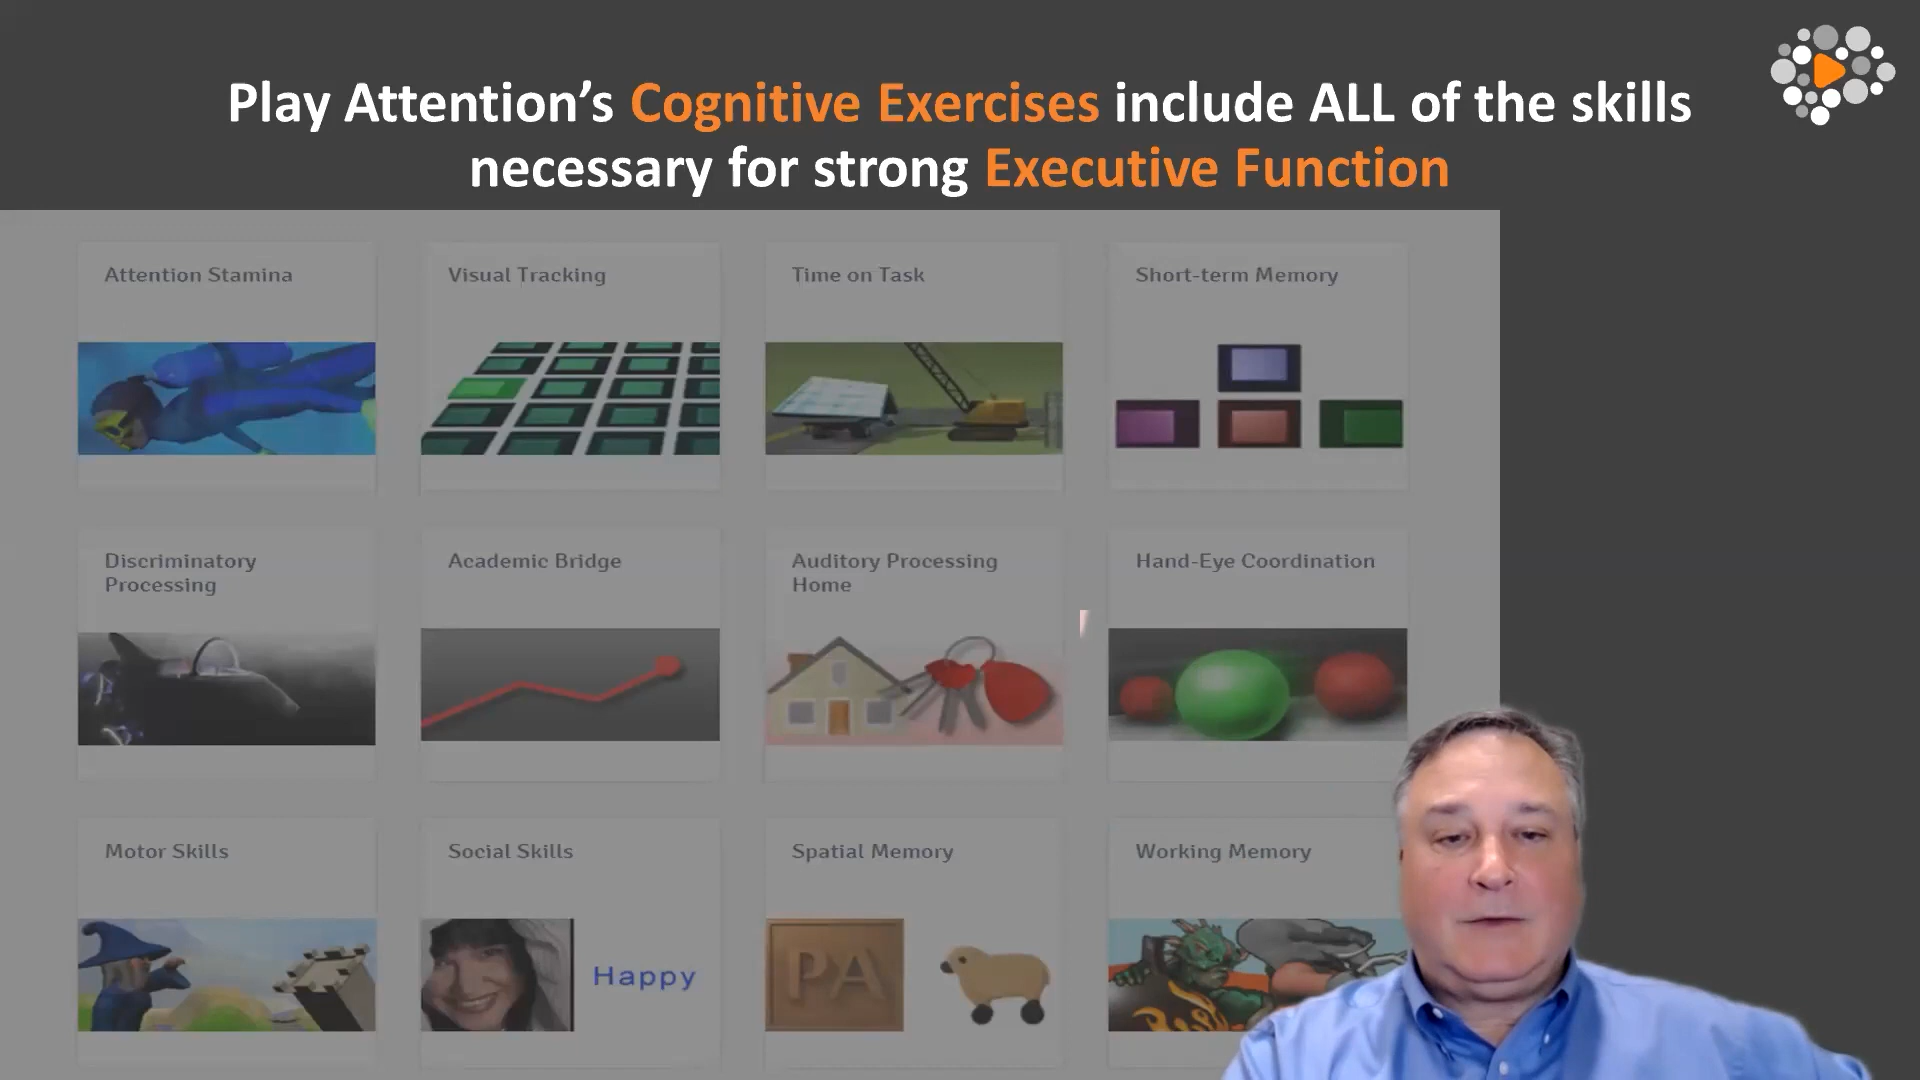 Play Attention’s Cognitive Exercises include ALL of the skills
necessary for strong Executive Function
Attention Stamina
Visual Tracking
Time on Task
Short-term Memory
Discriminatory
Processing
Academic Bridge
Auditory Processing
Home
Hand-Eye Coordination
Motor Skills
Social Skills
Spatial Memory
Working Memory
Happy
PA